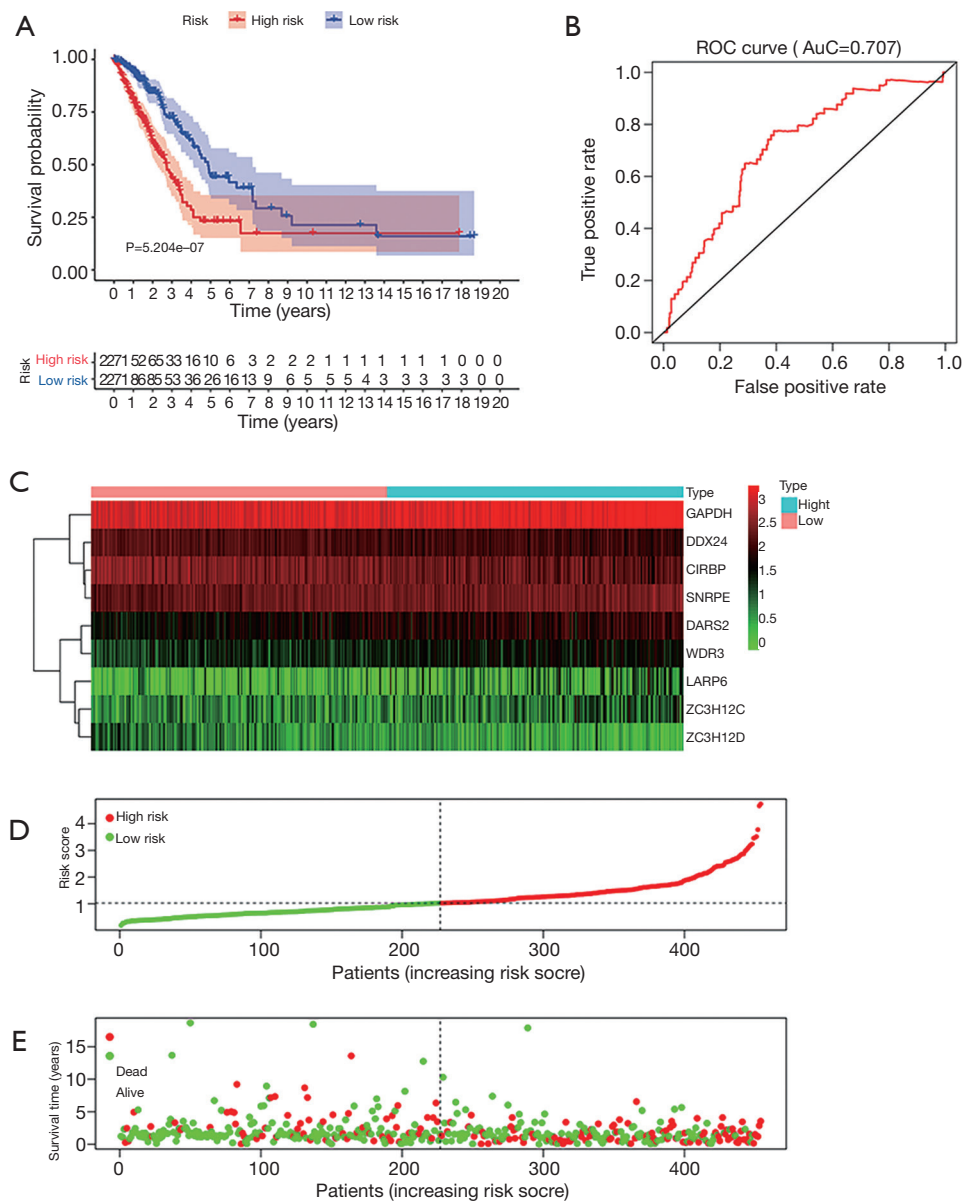 A
Risk High risk Low risk
1.00
0.75
0.50
0.25
0.00
Survival probability
P=5.204e-07
0 1 2 3 4 5 6 7 8 9 10 11 12 13 14 15 16 17 18 19 20
Time (years)
Risk
High risk 227 152 65 33 16 10 6 3 2 2 2 1 1 1 1 1 1 1 0 0 0
Low risk 227 186 85 53 36 26 16 13 9 6 5 5 5 4 3 3 3 3 3 0 0
0 1 2 3 4 5 6 7 8 9 10 11 12 13 14 15 16 17 18 19 20
Time (years)
B
ROC curve ( AuC=0.707)
1.0
0.8
0.6
0.4
0.2
0.0
True positive rate
0.0 0.2 0.4 0.6 0.8 1.0
False positive rate
C
Type
GAPDH
DDX24
CIRBP
SNRPE
DARS2
WDR3
LARP6
ZC3H12C
ZC3H12D
3
2.5
2
1.5
1
0.5
0
Type
Hight
Low
D
High risk
Low risk
Risk score
4
3
2
1
0 100 200 300 400
Patients (increasing risk socre)
E
Dead
Alive
Survival time (years)
15
10
5
0
0 100 200 300 400
Patients (increasing risk socre)